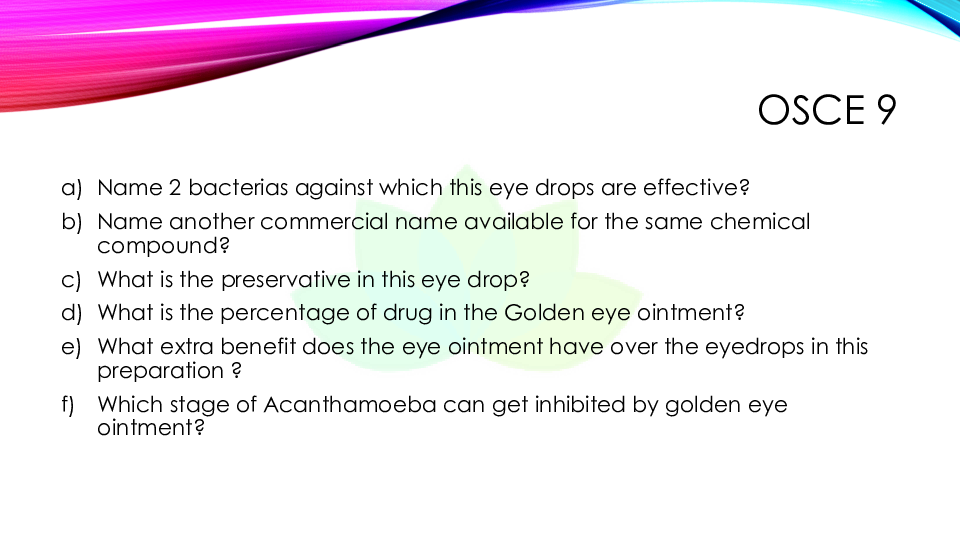 OSCE 9
a) Name 2 bacterias against which this eye drops are effective?
b) Name another commercial name available for the same chemical
compound?
c) What is the preservative in this eye drop?
d) What is the percentage of drug in the Golden eye ointment?
e) What extra benefit does the eye ointment have over the eyedrops in this
preparation ?
f) Which stage of Acanthamoeba can get inhibited by golden eye
ointment?